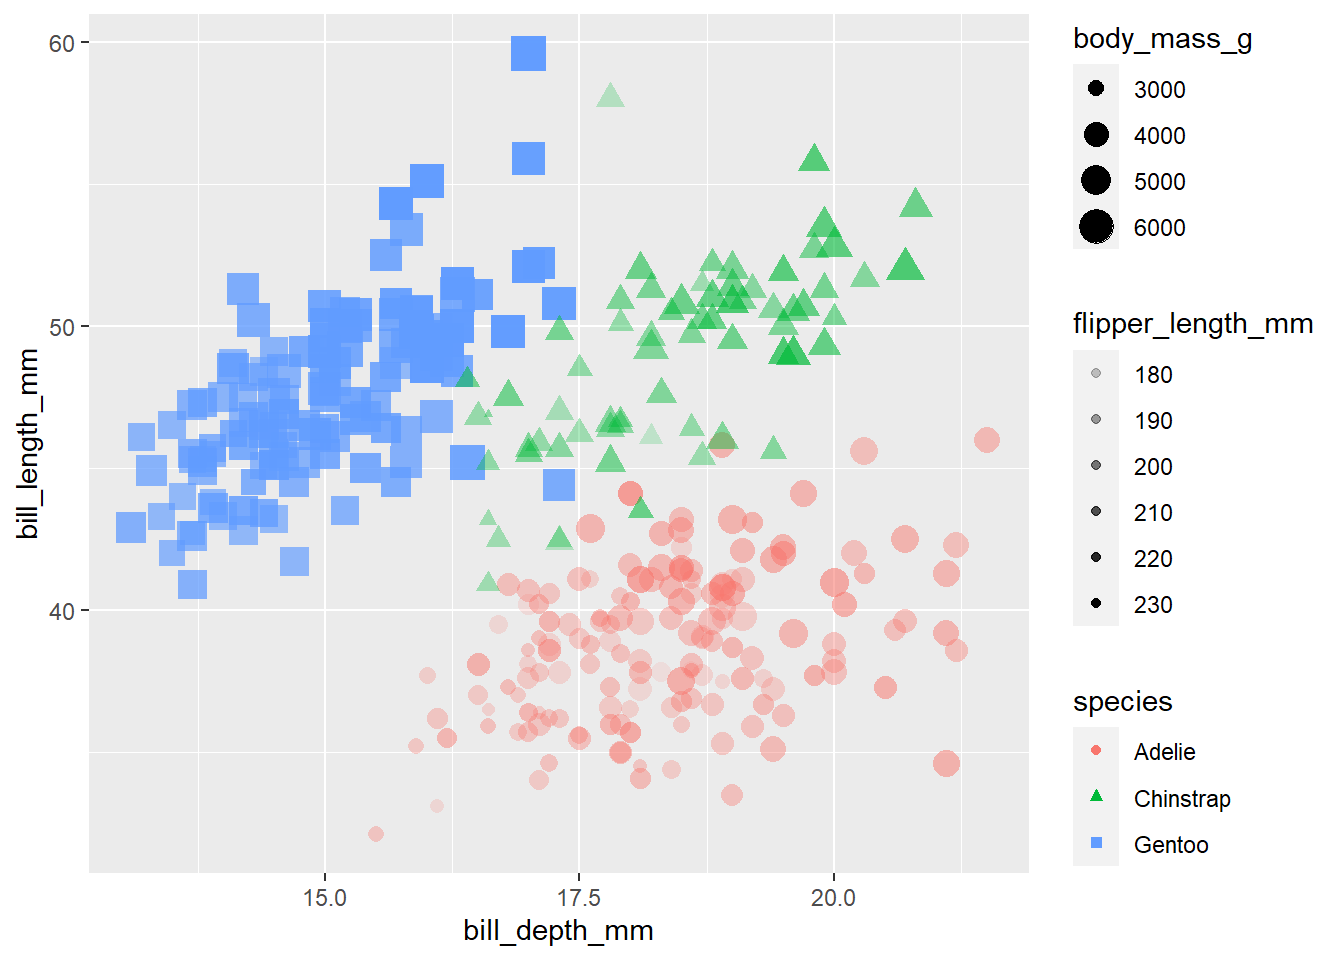 60
50
40
bill_length_mm
15.0
17.5
20.0
bill_depth_mm
body_mass_g
3000
4000
5000
6000
flipper_length_mm
180
190
200
210
220
230
species
Adelie
Chinstrap
Gentoo